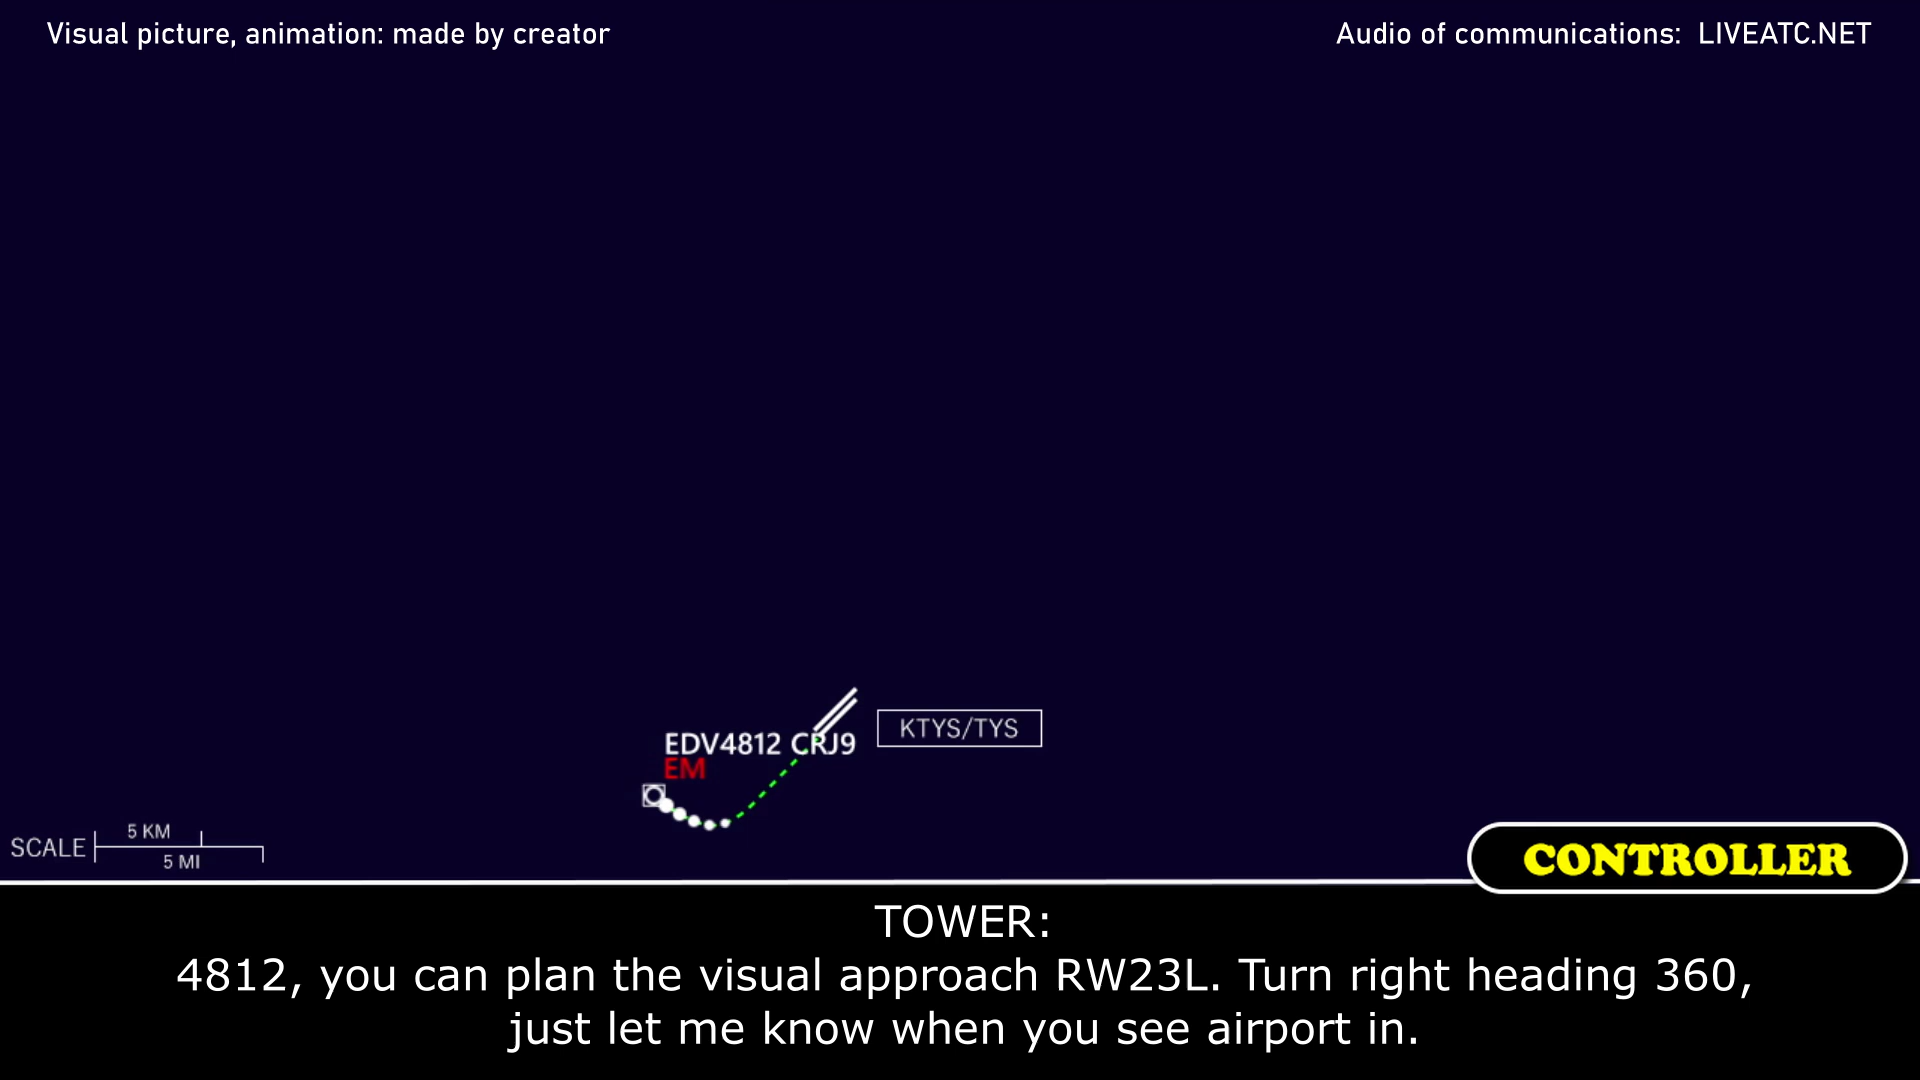 Visual picture, animation: made by creator
Audio of communications: LIVEATC.NET
KTYS/TYS
EDV4812 CRJ9
EM
5 KM
SCALE
5 MI
CONTROLLER
TOWER:
4812, you can plan the visual approach RW23L. Turn right heading 360,
just let me know when you see airport in.